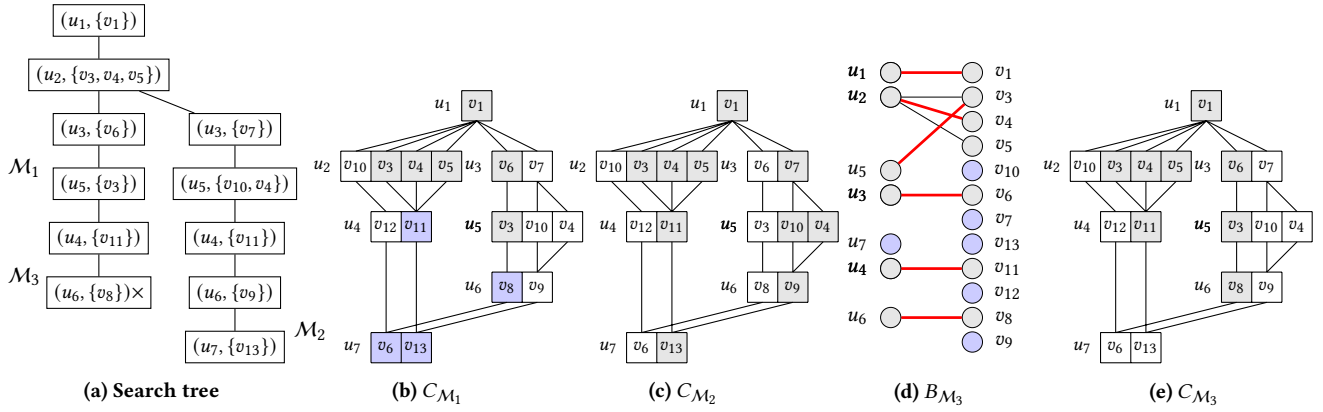 (u₁, {v₁})
(u₂, {v₃, v₄, v₅})
(u₃, {v₆})
(u₃, {v₇})
ℳ₁
(u₅, {v₃})
(u₅, {v₁₀, v₄})
(u₄, {v₁₁})
(u₄, {v₁₁})
ℳ₃
(u₆, {v₈})×
(u₆, {v₉})
(u₇, {v₁₃})
ℳ₂
(a) Search tree
u₁ v₁
u₂ v₁₀ v₃ v₄ v₅ u₃ v₆ v₇
u₄ v₁₂ v₁₁ u₅ v₃ v₁₀ v₄
u₆ v₈ v₉
u₇ v₆ v₁₃
(b) C_ℳ₁
u₁ v₁
u₂ v₁₀ v₃ v₄ v₅ u₃ v₆ v₇
u₄ v₁₂ v₁₁ u₅ v₃ v₁₀ v₄
u₆ v₈ v₉
u₇ v₆ v₁₃
(c) C_ℳ₂
u₁ v₁
u₂ v₃
v₄
v₅
u₅ v₁₀
u₃ v₆
v₇
u₇ v₁₃
u₄ v₁₁
v₁₂
u₆ v₈
v₉
(d) B_ℳ₃
u₁ v₁
u₂ v₁₀ v₃ v₄ v₅ u₃ v₆ v₇
u₄ v₁₂ v₁₁ u₅ v₃ v₁₀ v₄
u₆ v₈ v₉
u₇ v₆ v₁₃
(e) C_ℳ₃